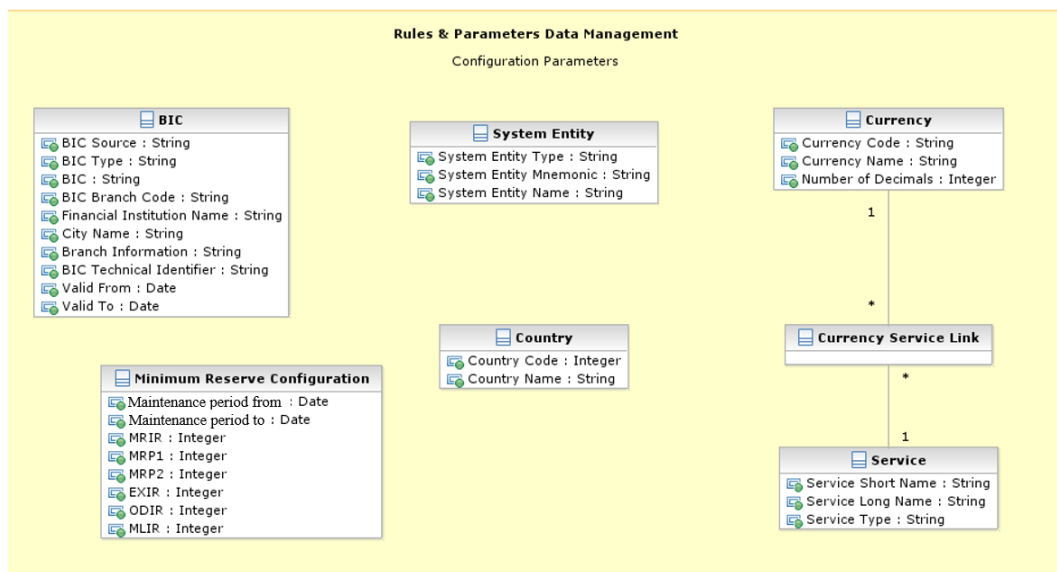 Rules & Parameters Data Management
Configuration Parameters
BIC
BIC Source : String
BIC Type : String
BIC : String
BIC Branch Code : String
Financial Institution Name : String
City Name : String
Branch Information : String
BIC Technical Identifier : String
Valid From : Date
Valid To : Date
System Entity
System Entity Type : String
System Entity Mnemonic : String
System Entity Name : String
Currency
Currency Code : String
Currency Name : String
Number of Decimals : Integer
1
*
Currency Service Link
*
1
Service
Service Short Name : String
Service Long Name : String
Service Type : String
Country
Country Code : Integer
Country Name : String
Minimum Reserve Configuration
Maintenance period from : Date
Maintenance period to : Date
MRIR : Integer
MRP1 : Integer
MRP2 : Integer
EXIR : Integer
ODIR : Integer
MLIR : Integer